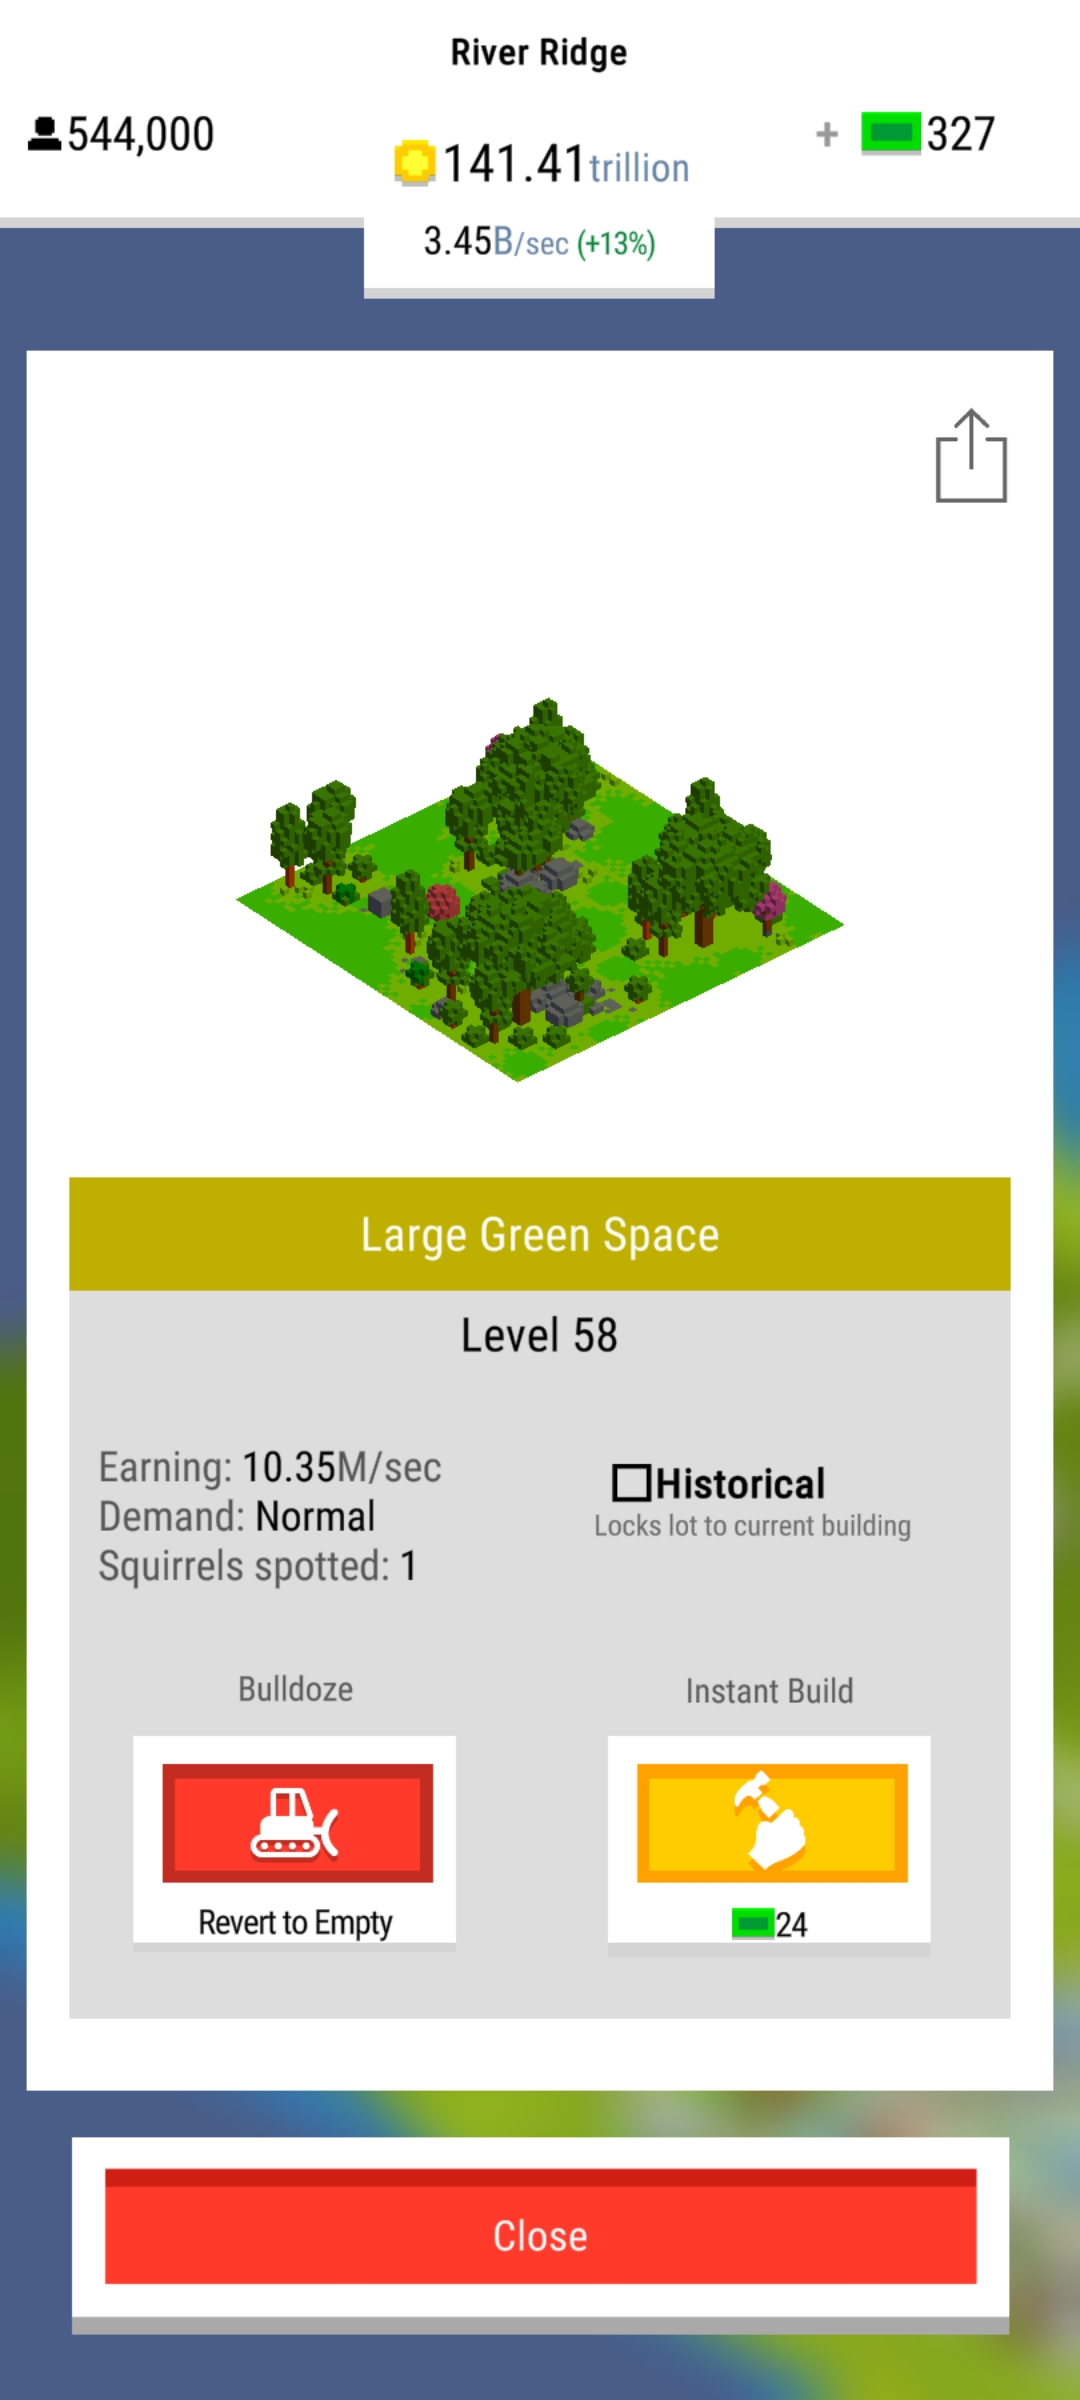 River Ridge
544,000
141.41trillion
+ 327
3.45B/sec (+13%)
Large Green Space
Level 58
Earning: 10.35M/sec
Demand: Normal
Squirrels spotted: 1
Historical
Locks lot to current building
Bulldoze
Instant Build
Revert to Empty
24
Close